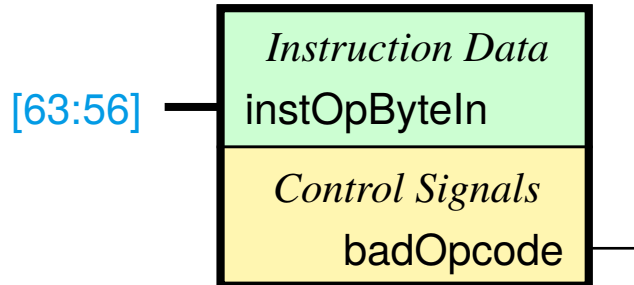 Instruction Data
[63:56] instOpByteIn
Control Signals
badOpcode